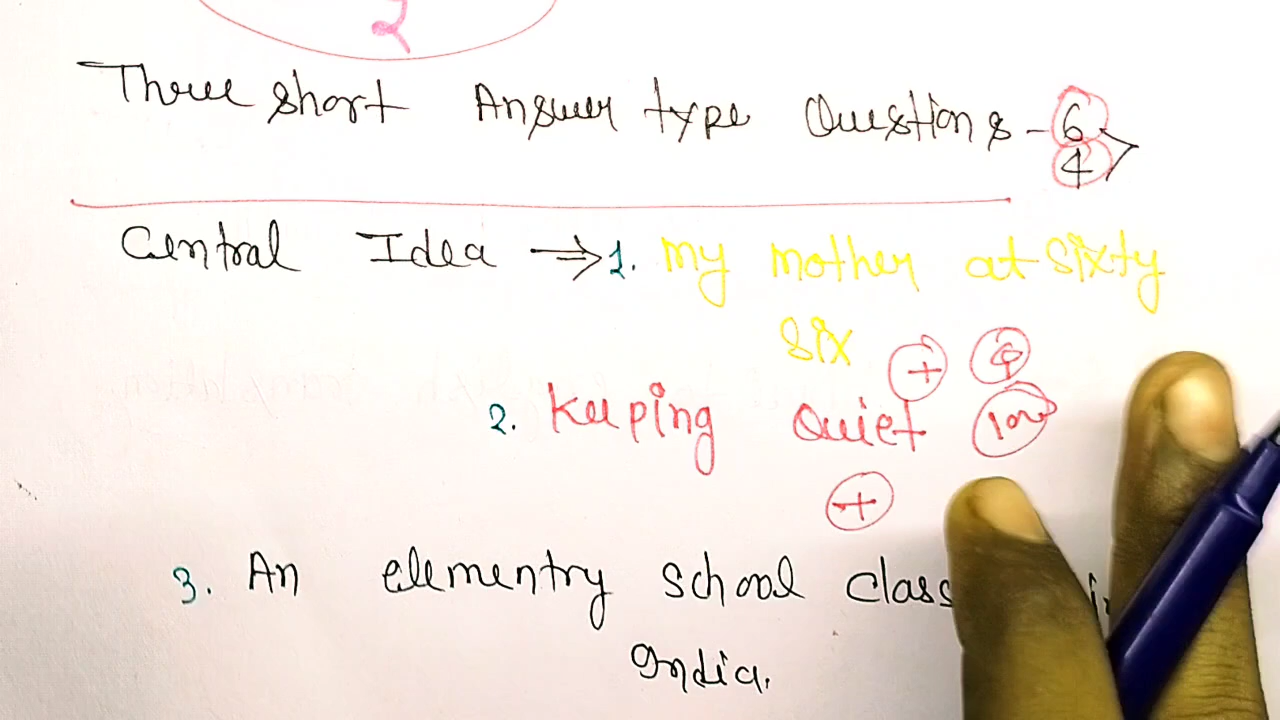 2
Three short Answer type Questions - 6
4
Central Idea ⇒ 1. My mother at sixty
six
2. Keeping Quiet
3. An elementry school class
India.